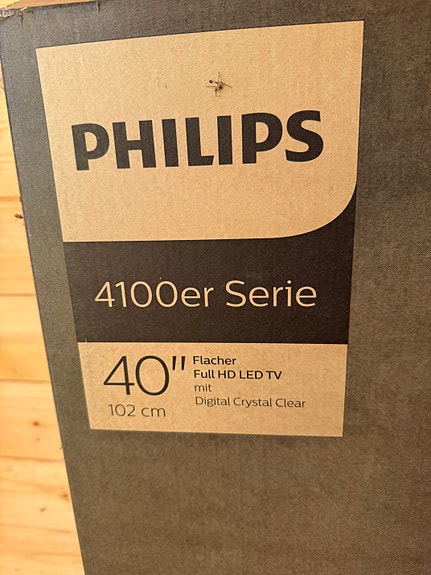 PHILIPS
4100er Serie
40"
102 cm
Flacher
Full HD LED TV
mit
Digital Crystal Clear